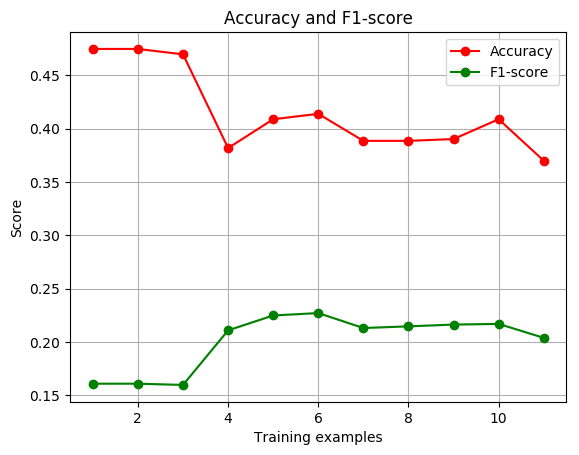 Accuracy and F1-score
Accuracy
F1-score
Score
0.45
0.40
0.35
0.30
0.25
0.20
0.15
2 4 6 8 10
Training examples